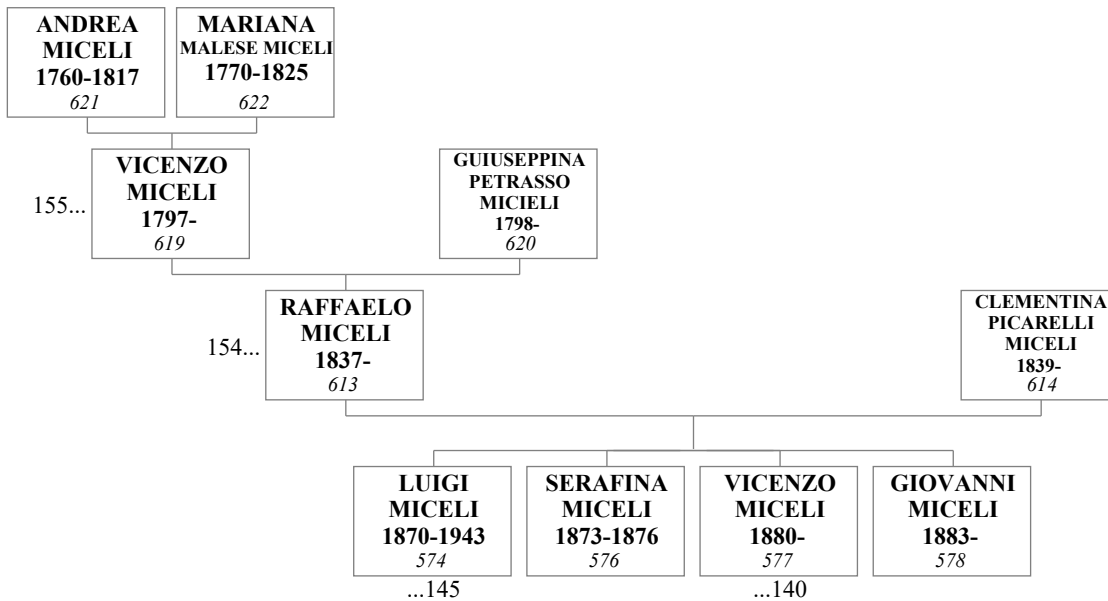 ANDREA
MICELI
1760-1817
621
MARIANA
MALESE MICELI
1770-1825
622
155...
VICENZO
MICELI
1797-
619
GUIUSEPPINA
PETRASSO
MICIELI
1798-
620
154...
RAFFAELO
MICELI
1837-
613
CLEMENTINA
PICARELLI
MICELI
1839-
614
LUIGI
MICELI
1870-1943
574
...145
SERAFINA
MICELI
1873-1876
576
VICENZO
MICELI
1880-
577
...140
GIOVANNI
MICELI
1883-
578